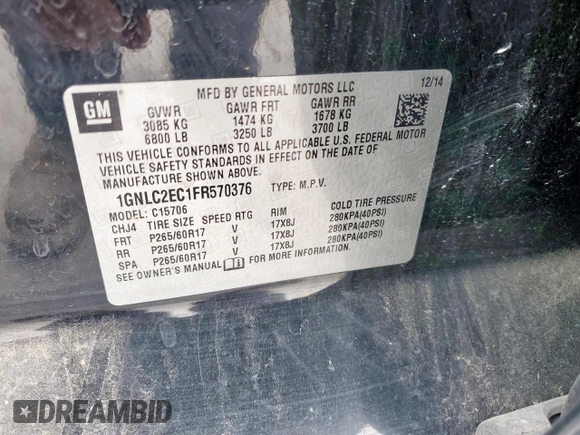 GM
MFD BY GENERAL MOTORS LLC 12/14
GVWR GAWR FRT GAWR RR
3085 KG 1474 KG 1678 KG
6800 LB 3250 LB 3700 LB
THIS VEHICLE CONFORMS TO ALL APPLICABLE U.S. FEDERAL MOTOR
VEHICLE SAFETY STANDARDS IN EFFECT ON THE DATE OF
MANUFACTURE SHOWN ABOVE.
1GNLC2EC1FR570376 TYPE: M.P.V.
MODEL: C15706
CHJ4 TIRE SIZE SPEED RTG RIM COLD TIRE PRESSURE
FRT P265/60R17 V 17X8J 280KPA(40PSI)
RR P265/60R17 V 17X8J 280KPA(40PSI)
SPA P265/60R17 V 17X8J 280KPA(40PSI)
SEE OWNER'S MANUAL FOR MORE INFORMATION.
DREAMBID